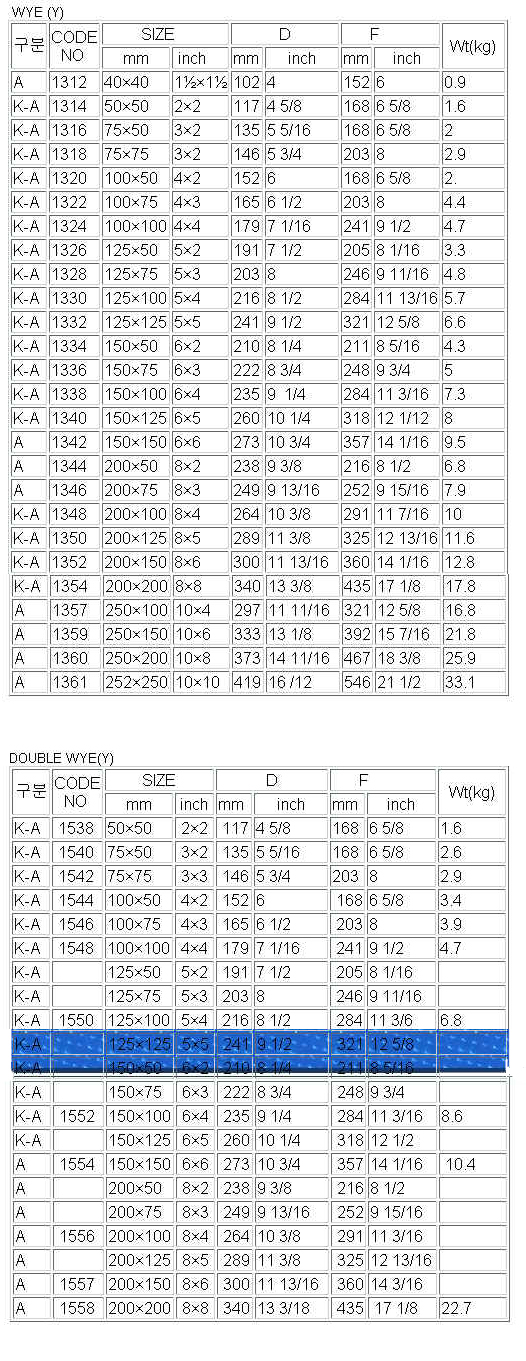 WYE (Y)
구분 CODE NO SIZE D F Wt(kg)
mm inch mm inch mm inch
A 1312 40×40 1½×1½ 102 4 152 6 0.9
K-A 1314 50×50 2×2 117 4 5/8 168 6 5/8 1.6
K-A 1316 75×50 3×2 135 5 5/16 168 6 5/8 2
K-A 1318 75×75 3×2 146 5 3/4 203 8 2.9
K-A 1320 100×50 4×2 152 6 168 6 5/8 2.
K-A 1322 100×75 4×3 165 6 1/2 203 8 4.4
K-A 1324 100×100 4×4 179 7 1/16 241 9 1/2 4.7
K-A 1326 125×50 5×2 191 7 1/2 205 8 1/16 3.3
K-A 1328 125×75 5×3 203 8 246 9 11/16 4.8
K-A 1330 125×100 5×4 216 8 1/2 284 11 13/16 5.7
K-A 1332 125×125 5×5 241 9 1/2 321 12 5/8 6.6
K-A 1334 150×50 6×2 210 8 1/4 211 8 5/16 4.3
K-A 1336 150×75 6×3 222 8 3/4 248 9 3/4 5
K-A 1338 150×100 6×4 235 9 1/4 284 11 3/16 7.3
K-A 1340 150×125 6×5 260 10 1/4 318 12 1/12 8
A 1342 150×150 6×6 273 10 3/4 357 14 1/16 9.5
A 1344 200×50 8×2 238 9 3/8 216 8 1/2 6.8
A 1346 200×75 8×3 249 9 13/16 252 9 15/16 7.9
K-A 1348 200×100 8×4 264 10 3/8 291 11 7/16 10
K-A 1350 200×125 8×5 289 11 3/8 325 12 13/16 11.6
K-A 1352 200×150 8×6 300 11 13/16 360 14 1/16 12.8
K-A 1354 200×200 8×8 340 13 3/8 435 17 1/8 17.8
A 1357 250×100 10×4 297 11 11/16 321 12 5/8 16.8
A 1359 250×150 10×6 333 13 1/8 392 15 7/16 21.8
A 1360 250×200 10×8 373 14 11/16 467 18 3/8 25.9
A 1361 252×250 10×10 419 16 /12 546 21 1/2 33.1
DOUBLE WYE(Y)
구분 CODE NO SIZE D F Wt(kg)
mm inch mm inch mm inch
K-A 1538 50×50 2×2 117 4 5/8 168 6 5/8 1.6
K-A 1540 75×50 3×2 135 5 5/16 168 6 5/8 2.6
K-A 1542 75×75 3×3 146 5 3/4 203 8 2.9
K-A 1544 100×50 4×2 152 6 168 6 5/8 3.4
K-A 1546 100×75 4×3 165 6 1/2 203 8 3.9
K-A 1548 100×100 4×4 179 7 1/16 241 9 1/2 4.7
K-A 125×50 5×2 191 7 1/2 205 8 1/16
K-A 125×75 5×3 203 8 246 9 11/16
K-A 1550 125×100 5×4 216 8 1/2 284 11 3/6 6.8
K-A 125×125 5×5 241 9 1/2 321 12 5/8
K-A 150×50 6×2 210 8 1/4 211 8 5/16
K-A 150×75 6×3 222 8 3/4 248 9 3/4
K-A 1552 150×100 6×4 235 9 1/4 284 11 3/16 8.6
K-A 150×125 6×5 260 10 1/4 318 12 1/2
A 1554 150×150 6×6 273 10 3/4 357 14 1/16 10.4
A 200×50 8×2 238 9 3/8 216 8 1/2
A 200×75 8×3 249 9 13/16 252 9 15/16
A 1556 200×100 8×4 264 10 3/8 291 11 3/16
A 200×125 8×5 289 11 3/8 325 12 13/16
A 1557 200×150 8×6 300 11 13/16 360 14 3/16
A 1558 200×200 8×8 340 13 3/18 435 17 1/8 22.7